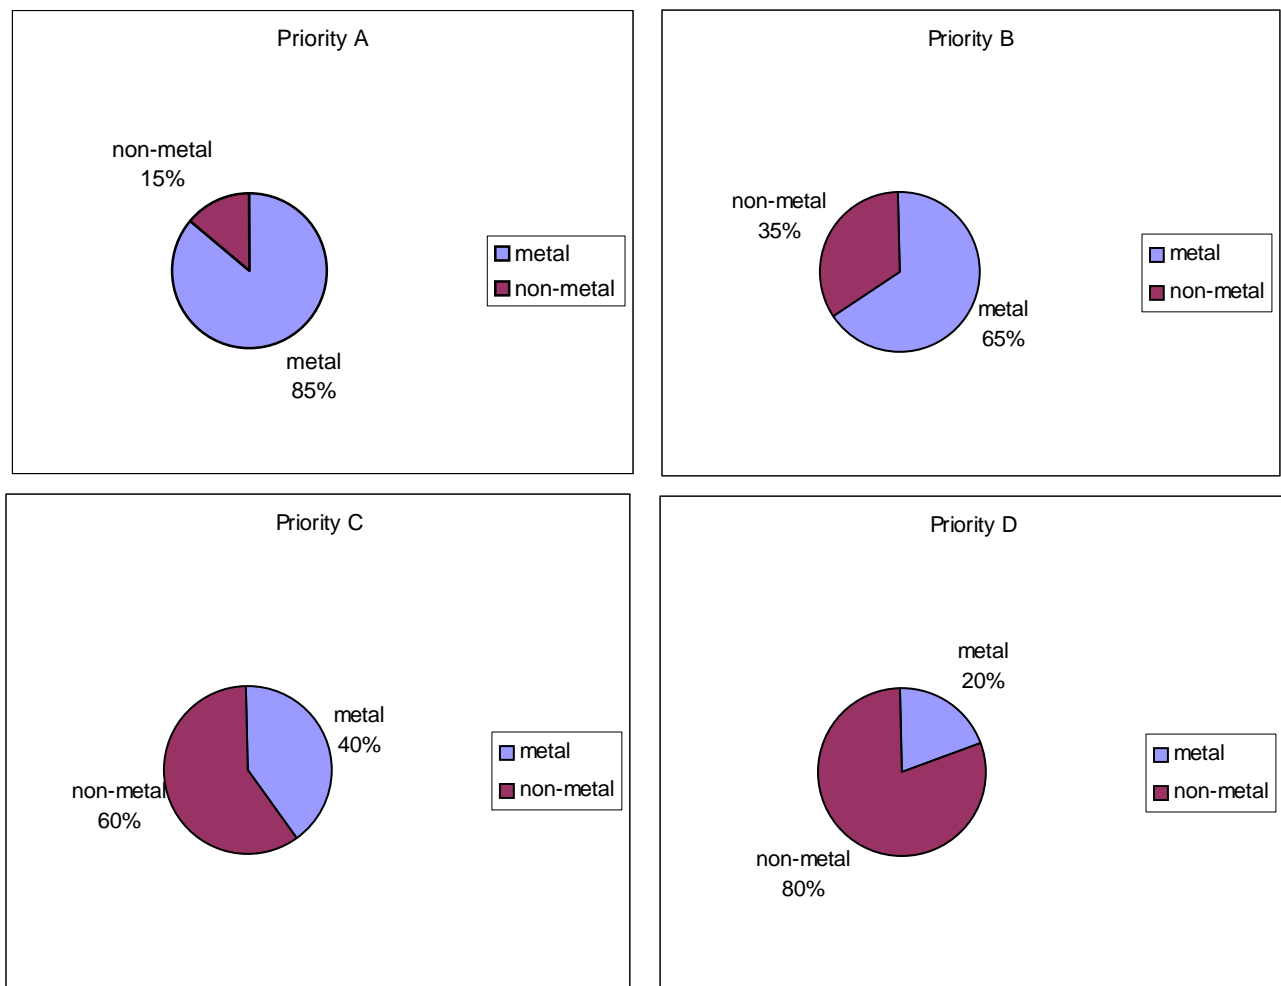 Priority A
non-metal
15%
metal
85%
metal
non-metal
Priority B
non-metal
35%
metal
65%
metal
non-metal
Priority C
metal
40%
non-metal
60%
metal
non-metal
Priority D
metal
20%
non-metal
80%
metal
non-metal